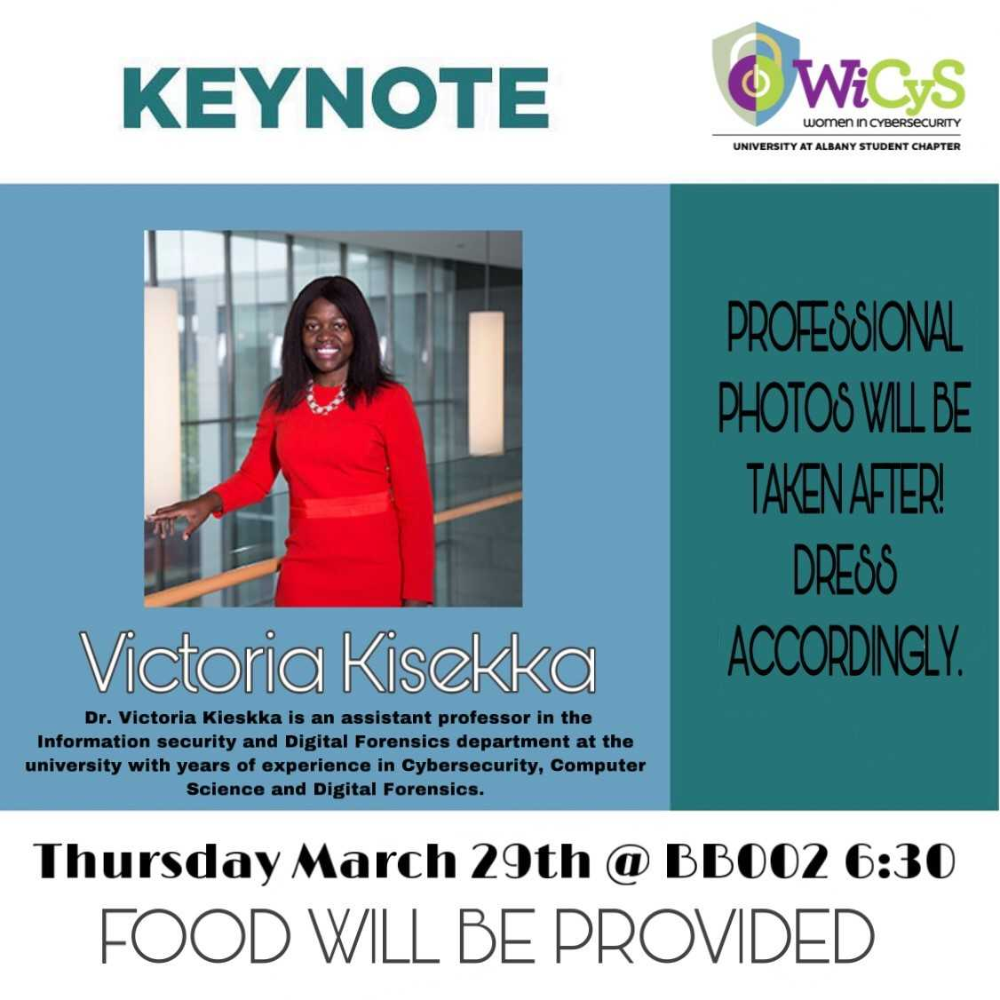 KEYNOTE
WiCyS
WOMEN IN CYBERSECURITY
UNIVERSITY AT ALBANY STUDENT CHAPTER
PROFESSIONAL
PHOTOS WILL BE
TAKEN AFTER!
DRESS
ACCORDINGLY.
Victoria Kisekka
Dr. Victoria Kieskka is an assistant professor in the
Information security and Digital Forensics department at the
university with years of experience in Cybersecurity, Computer
Science and Digital Forensics.
Thursday March 29th @ BB002 6:30
FOOD WILL BE PROVIDED